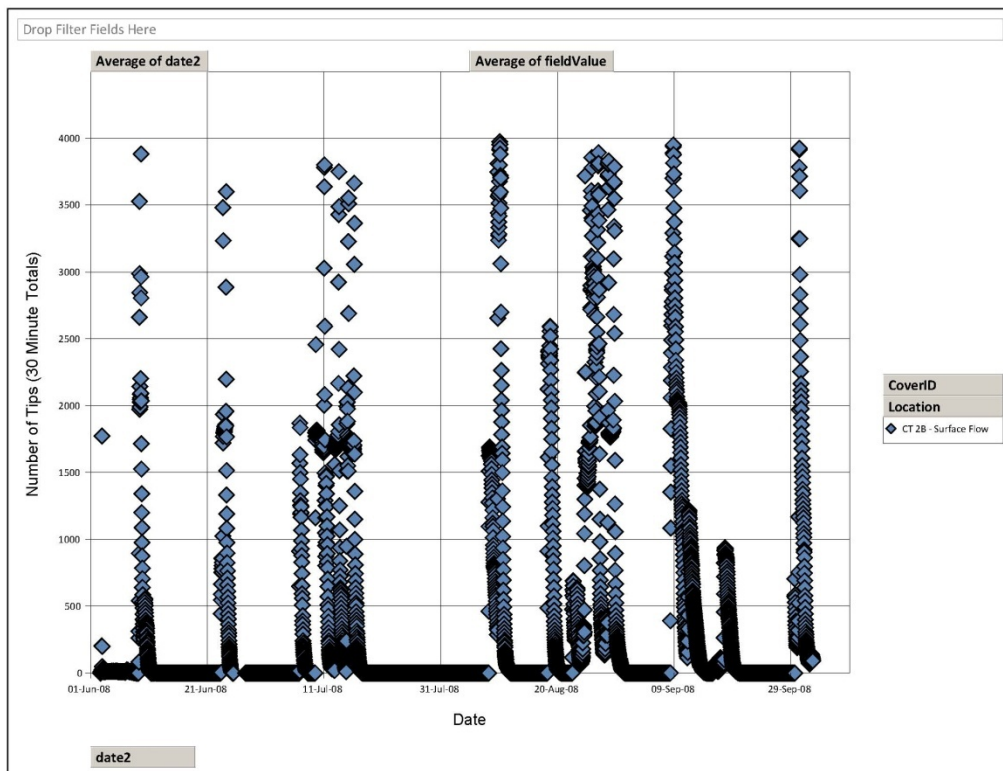 Drop Filter Fields Here
Average of date2
Average of fieldValue
Number of Tips (30 Minute Totals)
4000
3500
3000
2500
2000
1500
1000
500
0
01-Jun-08
21-Jun-08
11-Jul-08
31-Jul-08
20-Aug-08
09-Sep-08
29-Sep-08
Date
CoverID
Location
CT 2B - Surface Flow
date2